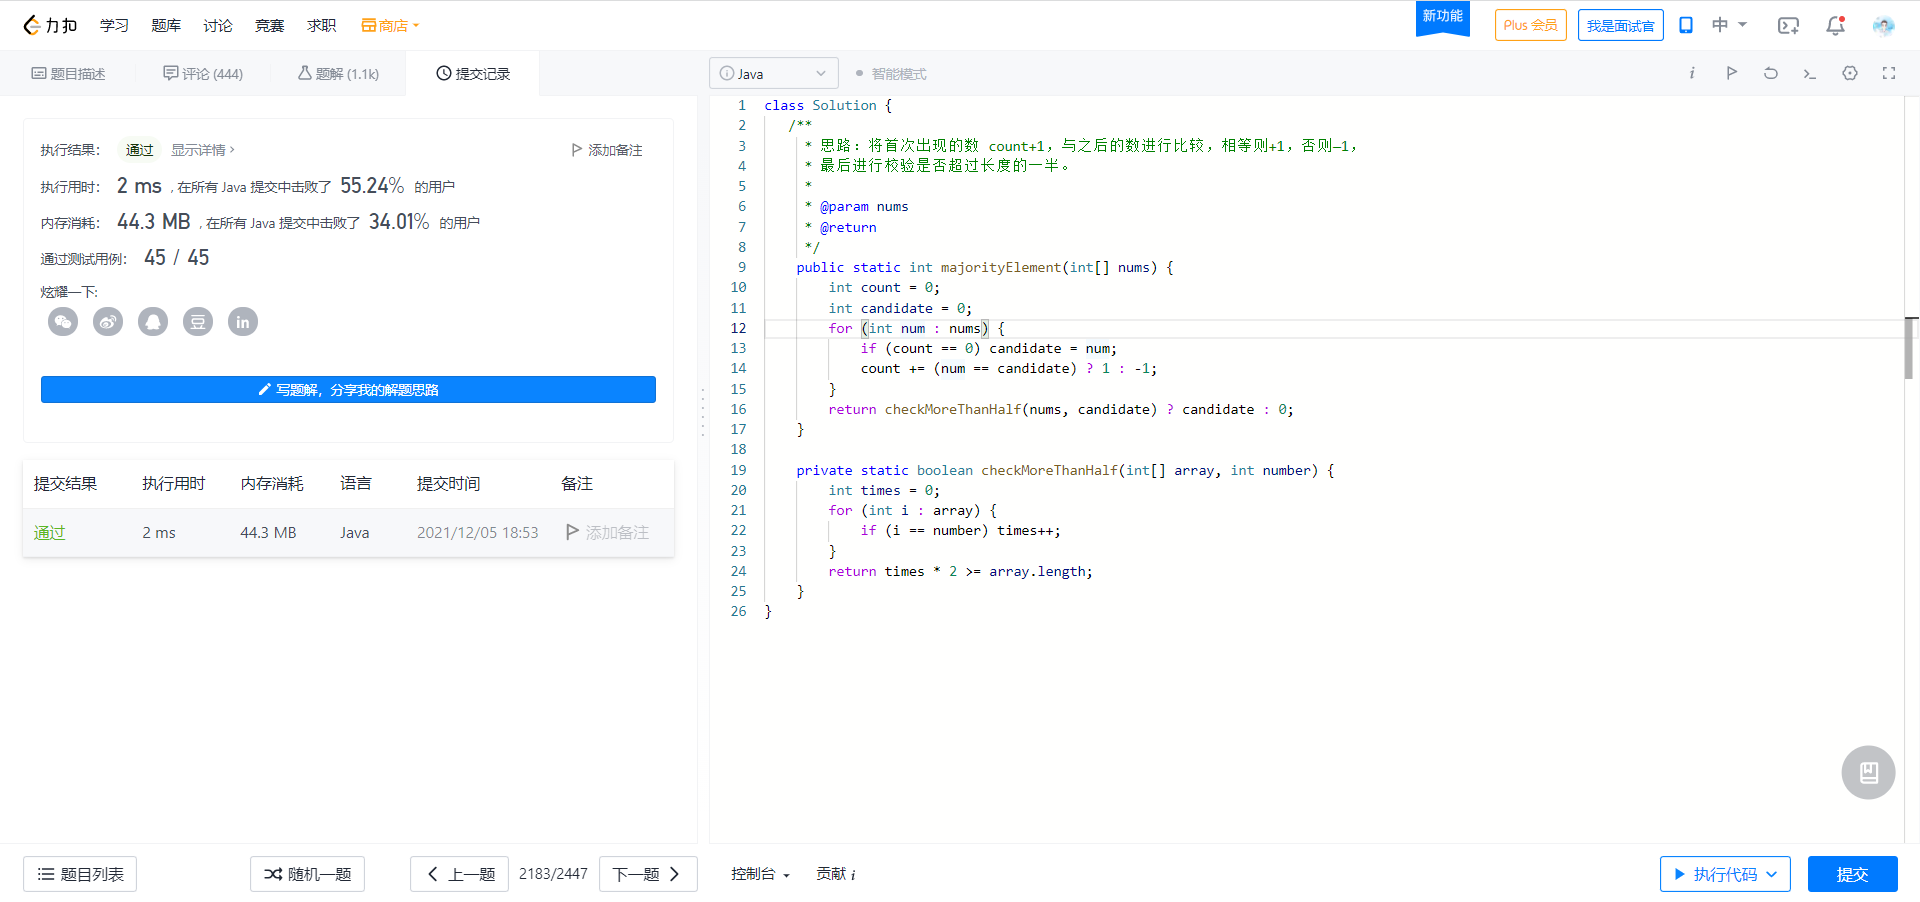 力扣 学习 题库 讨论 竞赛 求职 商店 新功能 Plus 会员 我是面试官 中
题目描述 评论 (444) 题解 (1.1k) 提交记录
执行结果： 通过 显示详情 › 添加备注
执行用时： 2 ms , 在所有 Java 提交中击败了 55.24% 的用户
内存消耗： 44.3 MB , 在所有 Java 提交中击败了 34.01% 的用户
通过测试用例： 45 / 45
炫耀一下:
豆 in
写题解，分享我的解题思路
提交结果 执行用时 内存消耗 语言 提交时间 备注
通过 2 ms 44.3 MB Java 2021/12/05 18:53 添加备注
Java 智能模式 i
1 class Solution {
2 /**
3 * 思路：将首次出现的数 count+1，与之后的数进行比较，相等则+1，否则—1，
4 * 最后进行校验是否超过长度的一半。
5 *
6 * @param nums
7 * @return
8 */
9 public static int majorityElement(int[] nums) {
10 int count = 0;
11 int candidate = 0;
12 for (int num : nums) {
13 if (count == 0) candidate = num;
14 count += (num == candidate) ? 1 : -1;
15 }
16 return checkMoreThanHalf(nums, candidate) ? candidate : 0;
17 }
18
19 private static boolean checkMoreThanHalf(int[] array, int number) {
20 int times = 0;
21 for (int i : array) {
22 if (i == number) times++;
23 }
24 return times * 2 >= array.length;
25 }
26 }
题目列表 随机一题 上一题 2183/2447 下一题 控制台 贡献 i 执行代码 提交